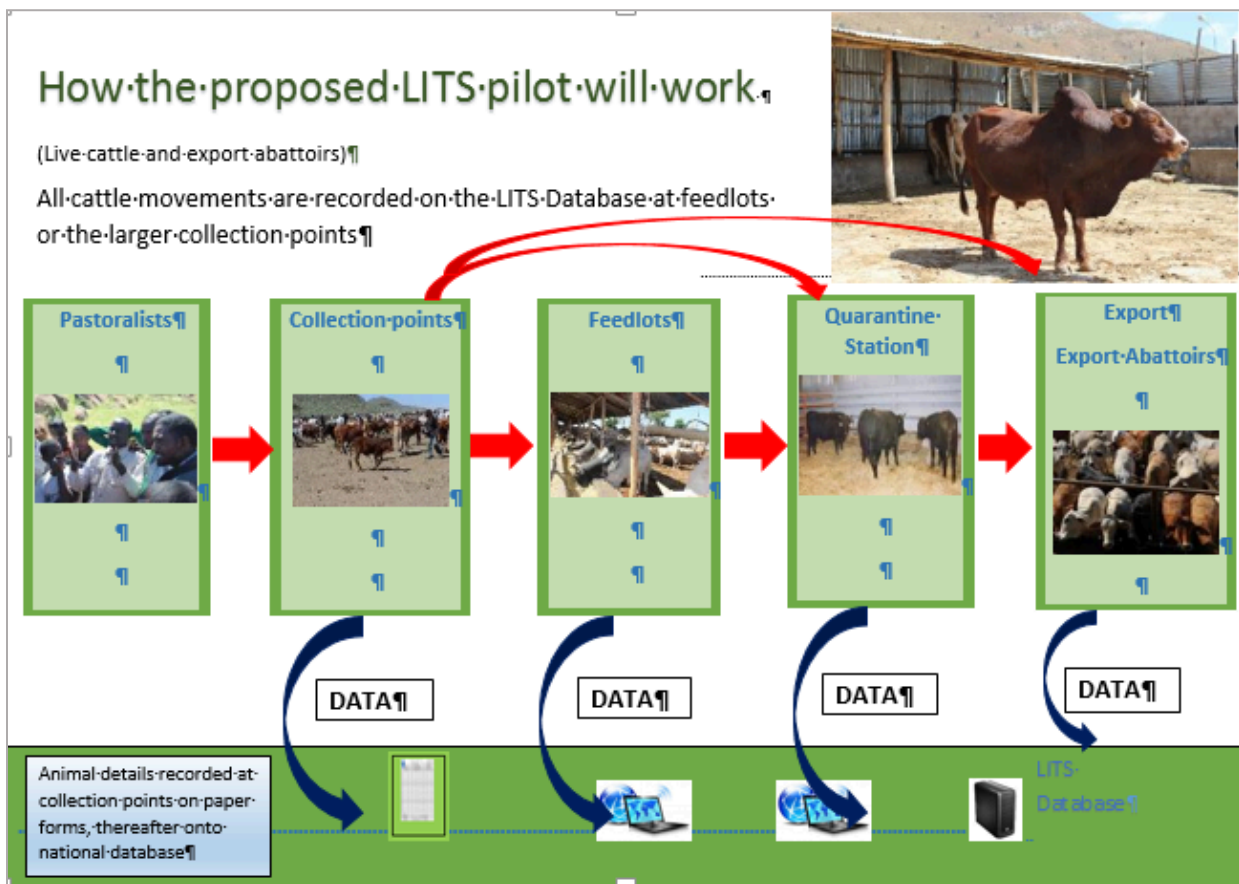 How·the·proposed·LITS·pilot·will·work.·¶
(Live·cattle·and·export·abattoirs)¶
All·cattle·movements·are·recorded·on·the·LITS·Database·at·feedlots·
or·the·larger·collection·points¶
Pastoralists¶
¶
¶
¶
¶
Collection·points¶
¶
¶
¶
¶
Feedlots¶
¶
¶
¶
¶
Quarantine·
Station¶
¶
¶
¶
Export¶
Export·Abattoirs¶
¶
¶
¶
DATA¶
DATA¶
DATA¶
DATA¶
Animal·details·recorded·at·
collection·points·on·paper·
forms,·thereafter·onto·
national·database¶
LITS·
Database¶